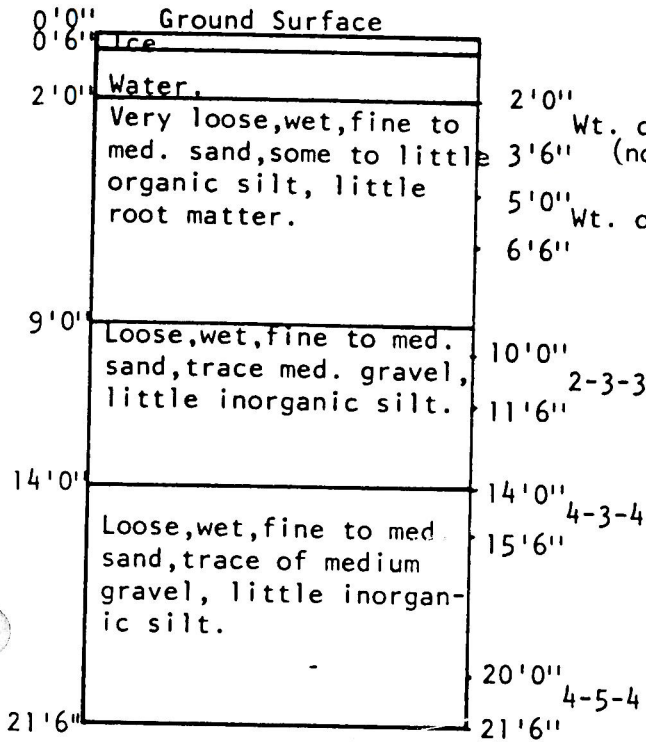 0'0" Ground Surface
0'6" Ice
Water.
2'0" 2'0"
Very loose,wet,fine to Wt.
med. sand,some to little 3'6"
organic silt, little 5'0"
root matter. Wt.
6'6"
9'0"
Loose,wet,fine to med. 10'0"
sand,trace med. gravel, 2-3-3
little inorganic silt. 11'6"
14'0" 14'0"
4-3-4
Loose,wet,fine to med 15'6"
sand,trace of medium
gravel, little inorgan-
ic silt.
20'0"
4-5-4
21'6" 21'6"